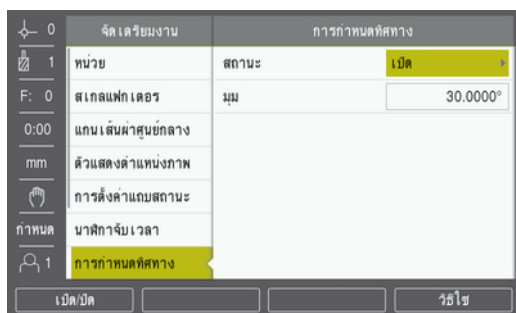 0
จัดเตรียมงาน
การกำหนดทิศทาง
1
หน่วย
สถานะ
เปิด
F: 0
สเกลแฟกเตอร์
มุม
30.0000°
0:00
แกนเส้นผ่าศูนย์กลาง
mm
ตัวแสดงตำแหน่งภาพ
การตั้งค่าแถบสถานะ
กำหนด
นาฬิกาจับเวลา
1
การกำหนดทิศทาง
เปิด/ปิด
วิธีใช้